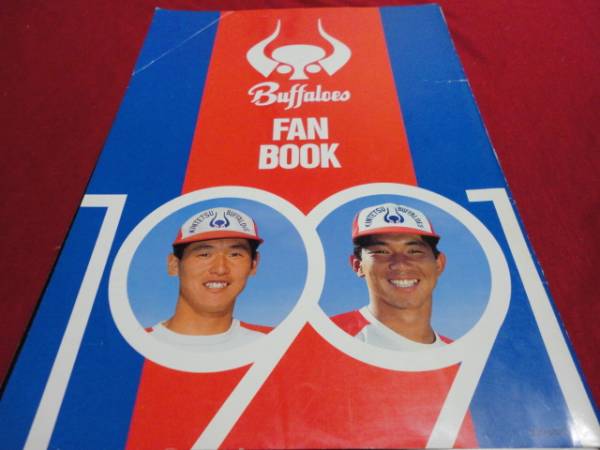 Buffaloes
FAN
BOOK
1991
KINTETSU BUFFALOES
KINTETSU BUFFALOES